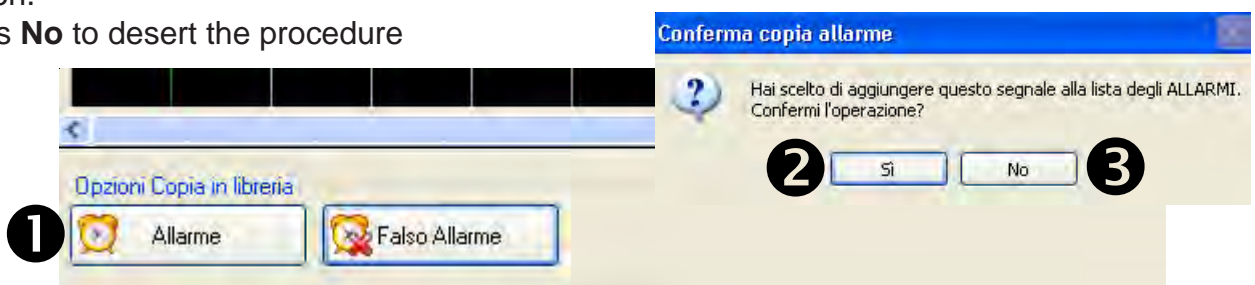 on.
s No to desert the procedure
Conferma copia allarme
Hai scelto di aggiungere questo segnale alla lista degli ALLARMI.
Confermi l'operazione?
2 Sì No 3
Opzioni Copia in libreria
1 Allarme Falso Allarme